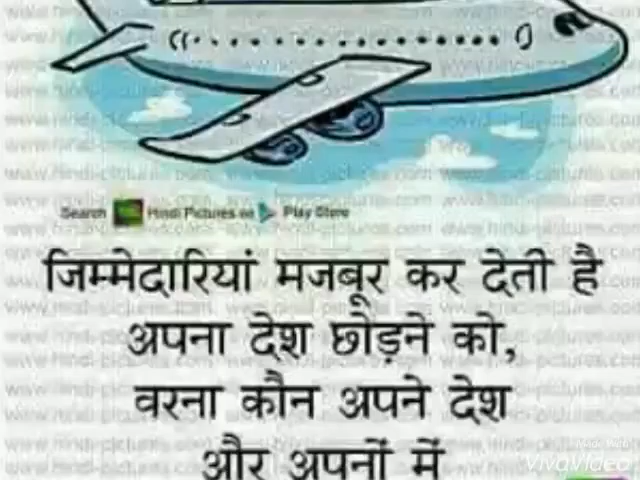 Search Hindi Pictures on Play Store
जिम्मेदारियां मजबूर कर देती है
अपना देश छोड़ने को,
वरना कौन अपने देश
और अपनों में
VivaVideo